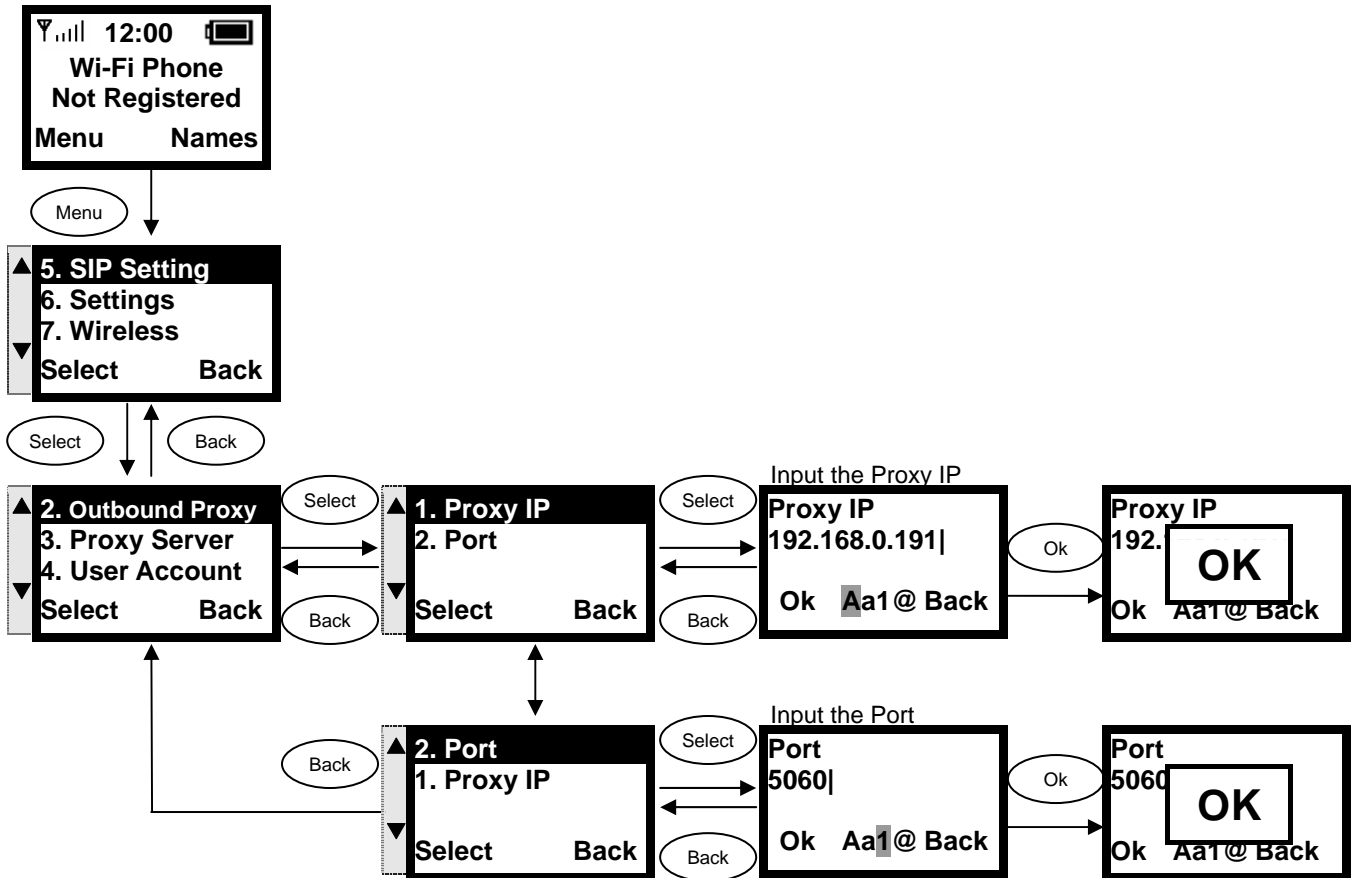 12:00
Wi-Fi Phone
Not Registered
Menu Names
Menu
5. SIP Setting
6. Settings
7. Wireless
Select Back
Select
Back
2. Outbound Proxy
3. Proxy Server
4. User Account
Select Back
Select
Back
1. Proxy IP
2. Port
Select Back
Select
Back
Input the Proxy IP
Proxy IP
192.168.0.191|
Ok Aa1@ Back
Ok
Proxy IP
192.
OK
Ok Aa1@ Back
Back
2. Port
1. Proxy IP
Select Back
Select
Back
Input the Port
Port
5060|
Ok Aa1@ Back
Ok
Port
5060
OK
Ok Aa1@ Back